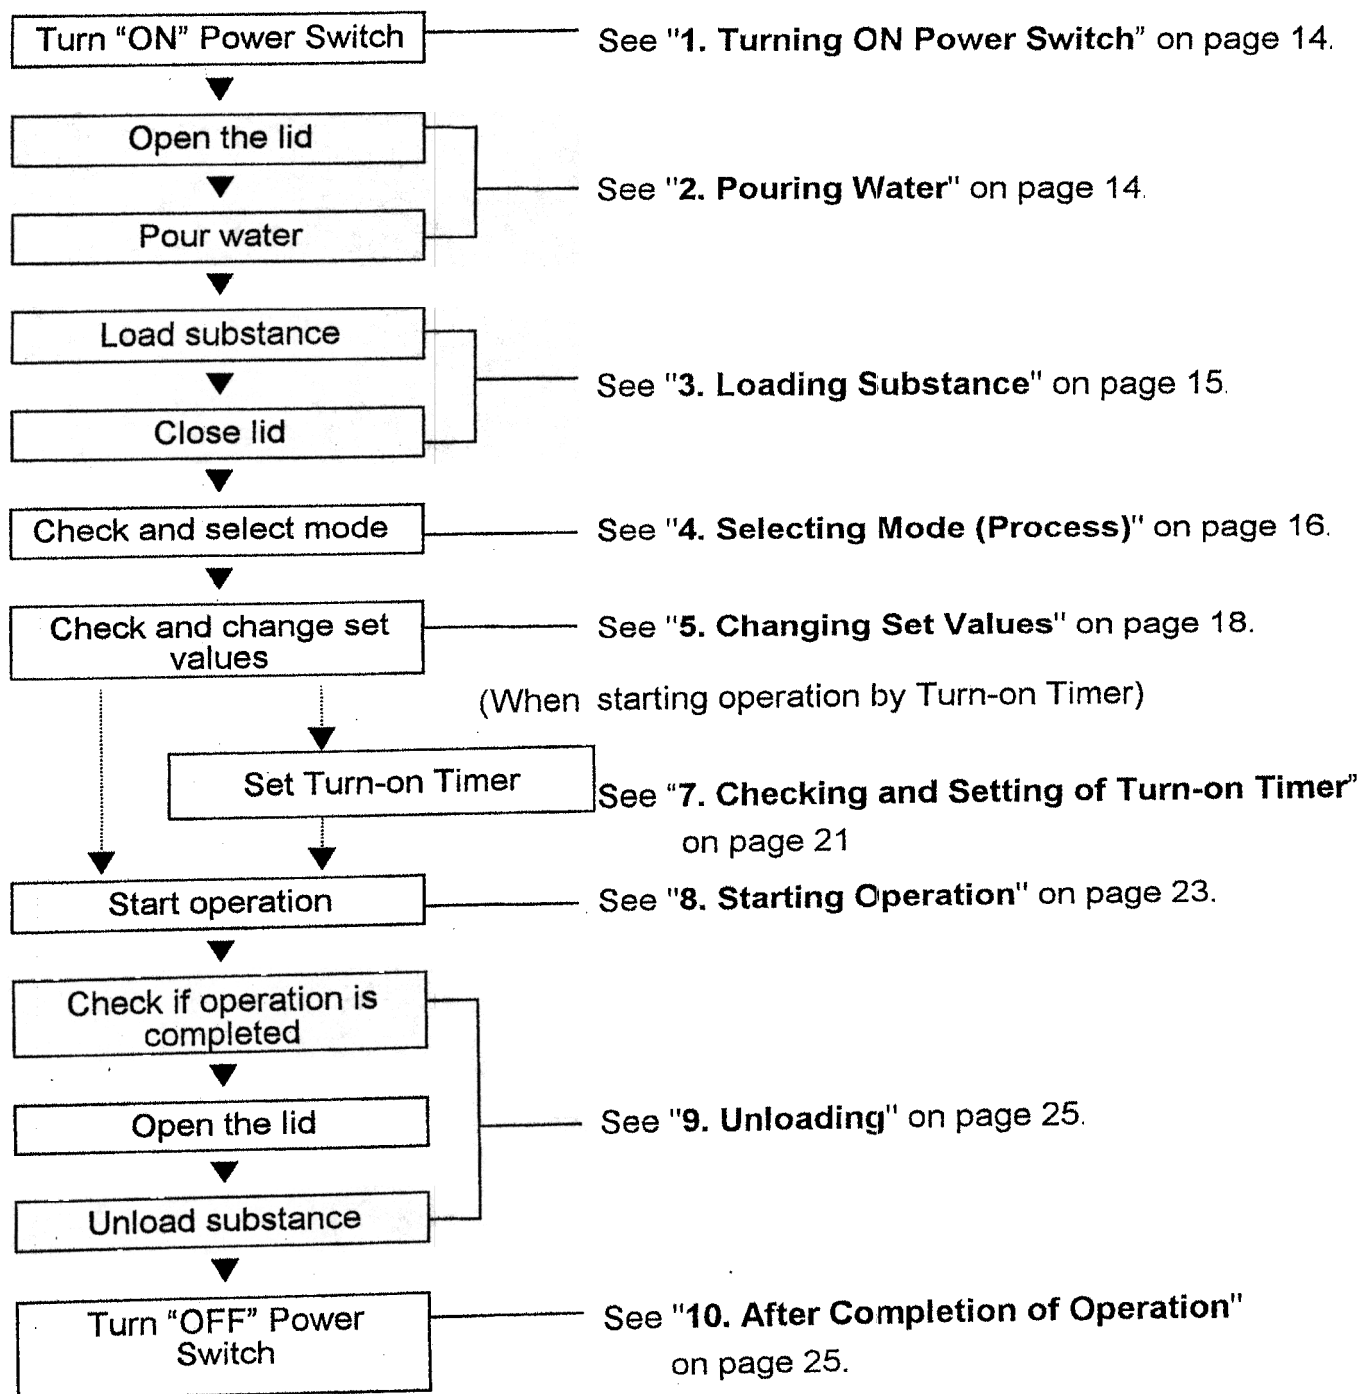 Turn “ON” Power Switch
See "1. Turning ON Power Switch" on page 14.
Open the lid
See "2. Pouring Water" on page 14.
Pour water
Load substance
See "3. Loading Substance" on page 15.
Close lid
Check and select mode
See "4. Selecting Mode (Process)" on page 16.
Check and change set
values
See "5. Changing Set Values" on page 18.
(When starting operation by Turn-on Timer)
Set Turn-on Timer
See “7. Checking and Setting of Turn-on Timer”
on page 21
Start operation
See "8. Starting Operation" on page 23.
Check if operation is
completed
Open the lid
See "9. Unloading" on page 25.
Unload substance
Turn “OFF” Power
Switch
See "10. After Completion of Operation"
on page 25.